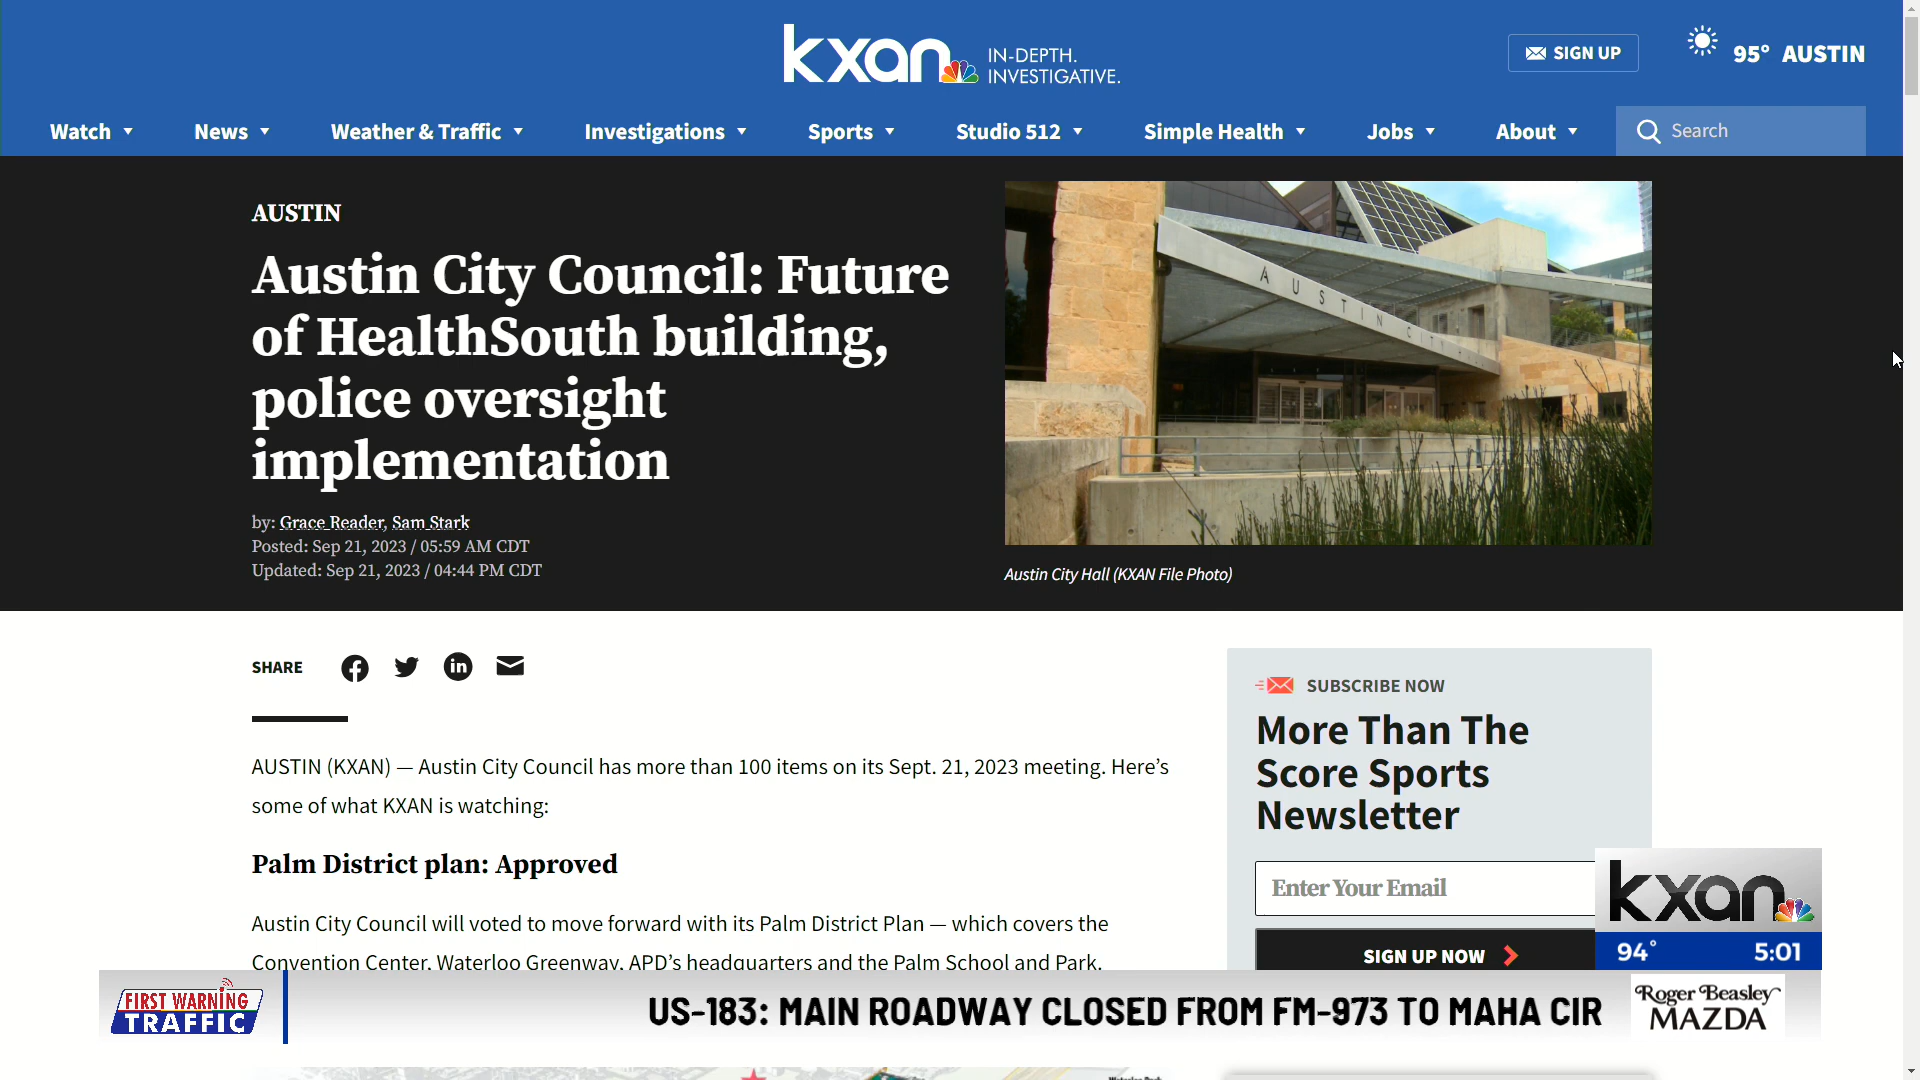 kxan
IN-DEPTH.
INVESTIGATIVE.
SIGN UP
95° AUSTIN
Watch
News
Weather & Traffic
Investigations
Sports
Studio 512
Simple Health
Jobs
About
Search
AUSTIN
Austin City Council: Future
of HealthSouth building,
police oversight
implementation
by: Grace Reader, Sam Stark
Posted: Sep 21, 2023 / 05:59 AM CDT
Updated: Sep 21, 2023 / 04:44 PM CDT
AUSTIN CITY
Austin City Hall (KXAN File Photo)
SHARE
AUSTIN (KXAN) — Austin City Council has more than 100 items on its Sept. 21, 2023 meeting. Here’s
some of what KXAN is watching:
Palm District plan: Approved
Austin City Council will voted to move forward with its Palm District Plan — which covers the
Convention Center, Waterloo Greenway, APD’s headquarters and the Palm School and Park.
SUBSCRIBE NOW
More Than The
Score Sports
Newsletter
Enter Your Email
SIGN UP NOW
kxan
94° 5:01
FIRST WARNING
TRAFFIC
US-183: MAIN ROADWAY CLOSED FROM FM-973 TO MAHA CIR
Roger Beasley
MAZDA